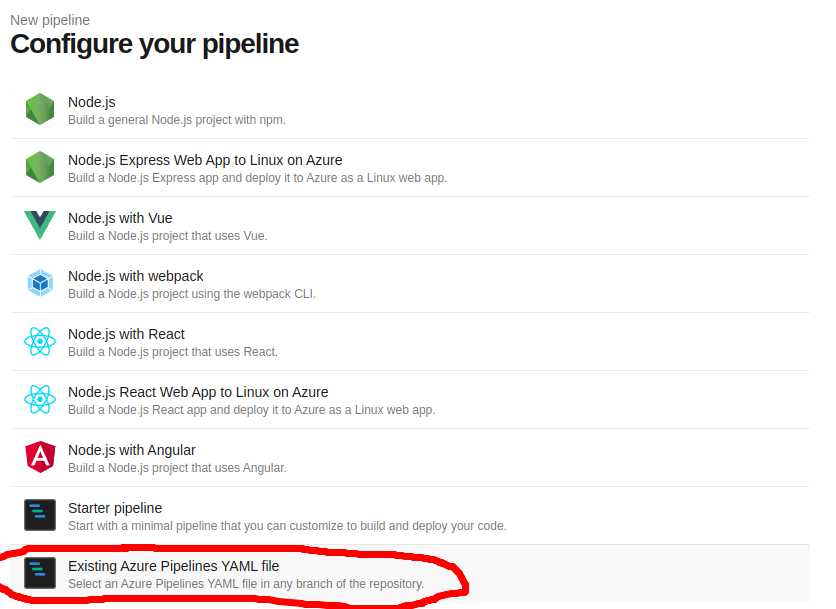 New pipeline
Configure your pipeline
Node.js
Build a general Node.js project with npm.
Node.js Express Web App to Linux on Azure
Build a Node.js Express app and deploy it to Azure as a Linux web app.
Node.js with Vue
Build a Node.js project that uses Vue.
Node.js with webpack
Build a Node.js project using the webpack CLI.
Node.js with React
Build a Node.js project that uses React.
Node.js React Web App to Linux on Azure
Build a Node.js React app and deploy it to Azure as a Linux web app.
Node.js with Angular
Build a Node.js project that uses Angular.
Starter pipeline
Start with a minimal pipeline that you can customize to build and deploy your code.
Existing Azure Pipelines YAML file
Select an Azure Pipelines YAML file in any branch of the repository.